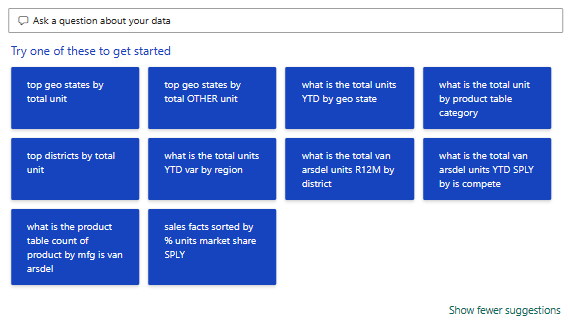 Ask a question about your data
Try one of these to get started
top geo states by
total unit
top geo states by
total OTHER unit
what is the total units
YTD by geo state
what is the total unit
by product table
category
top districts by total
unit
what is the total units
YTD var by region
what is the total van
arsdel units R12M by
district
what is the total van
arsdel units YTD SPLY
by is compete
what is the product
table count of
product by mfg is van
arsdel
sales facts sorted by
% units market share
SPLY
Show fewer suggestions